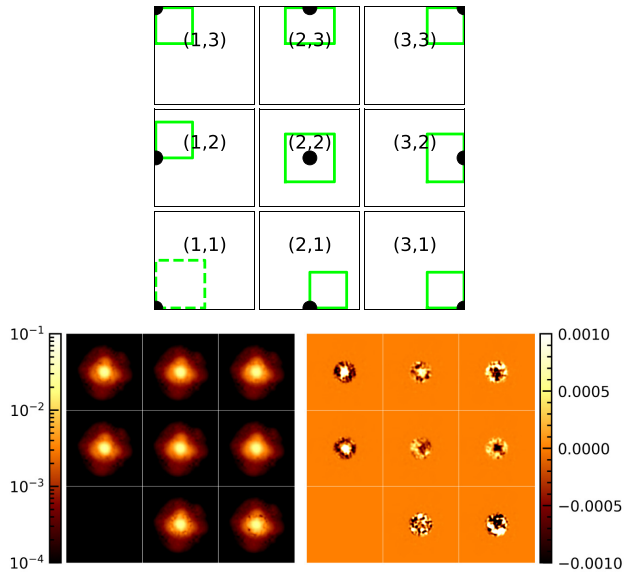 (1,3) (2,3) (3,3)
(1,2) (2,2) (3,2)
(1,1) (2,1) (3,1)
10⁻¹ 0.0010
0.0005
10⁻² 0.0000
10⁻³ −0.0005
10⁻⁴ −0.0010